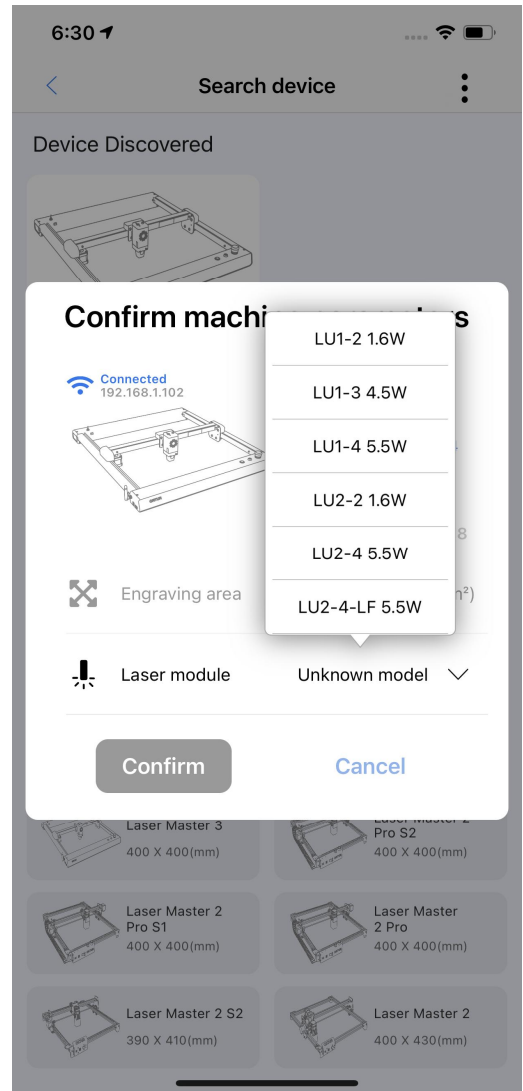 6:30
Search device
Device Discovered
Confirm machi
s
Connected
192.168.1.102
LU1-2 1.6W
LU1-3 4.5W
LU1-4 5.5W
LU2-2 1.6W
8
LU2-4 5.5W
Engraving area
LU2-4-LF 5.5W
Laser module
Unknown model
Confirm
Cancel
Laser Master 3
400 X 400(mm)
Pro S2
400 X 400(mm)
Laser Master 2
Pro S1
400 X 400(mm)
Laser Master
2 Pro
400 X 400(mm)
Laser Master 2 S2
390 X 410(mm)
Laser Master 2
400 X 430(mm)